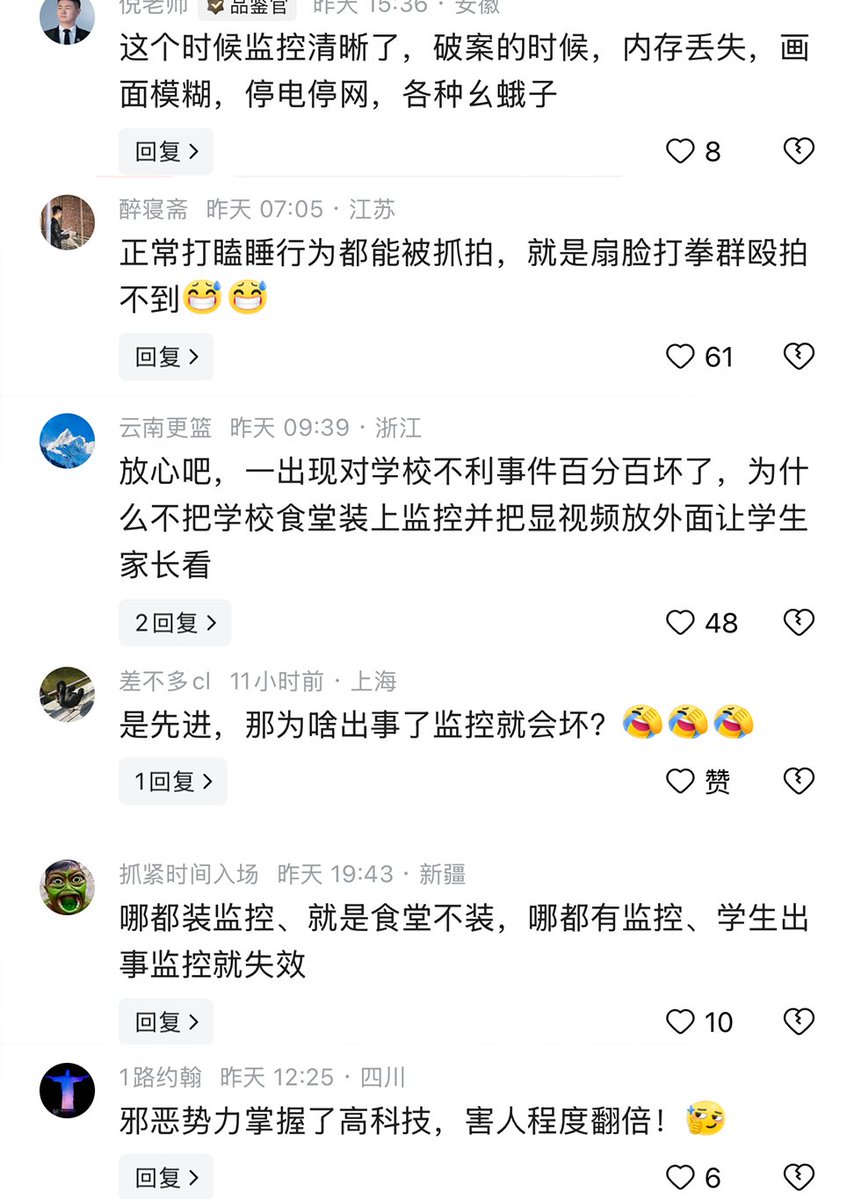 倪老师 品鉴官 昨天 15:36 · 安徽
这个时候监控清晰了，破案的时候，内存丢失，画
面模糊，停电停网，各种幺蛾子
回复 >
8
醉寝斋 昨天 07:05 · 江苏
正常打瞌睡行为都能被抓拍，就是扇脸打拳群殴拍
不到😅😅
回复 >
61
云南更篮 昨天 09:39 · 浙江
放心吧，一出现对学校不利事件百分百坏了，为什
么不把学校食堂装上监控并把显视频放外面让学生
家长看
2回复 >
48
差不多cl 11小时前 · 上海
是先进，那为啥出事了监控就会坏？🤣🤣🤣
1回复 >
赞
抓紧时间入场 昨天 19:43 · 新疆
哪都装监控、就是食堂不装，哪都有监控、学生出
事监控就失效
回复 >
10
1路约翰 昨天 12:25 · 四川
邪恶势力掌握了高科技，害人程度翻倍！
回复 >
6